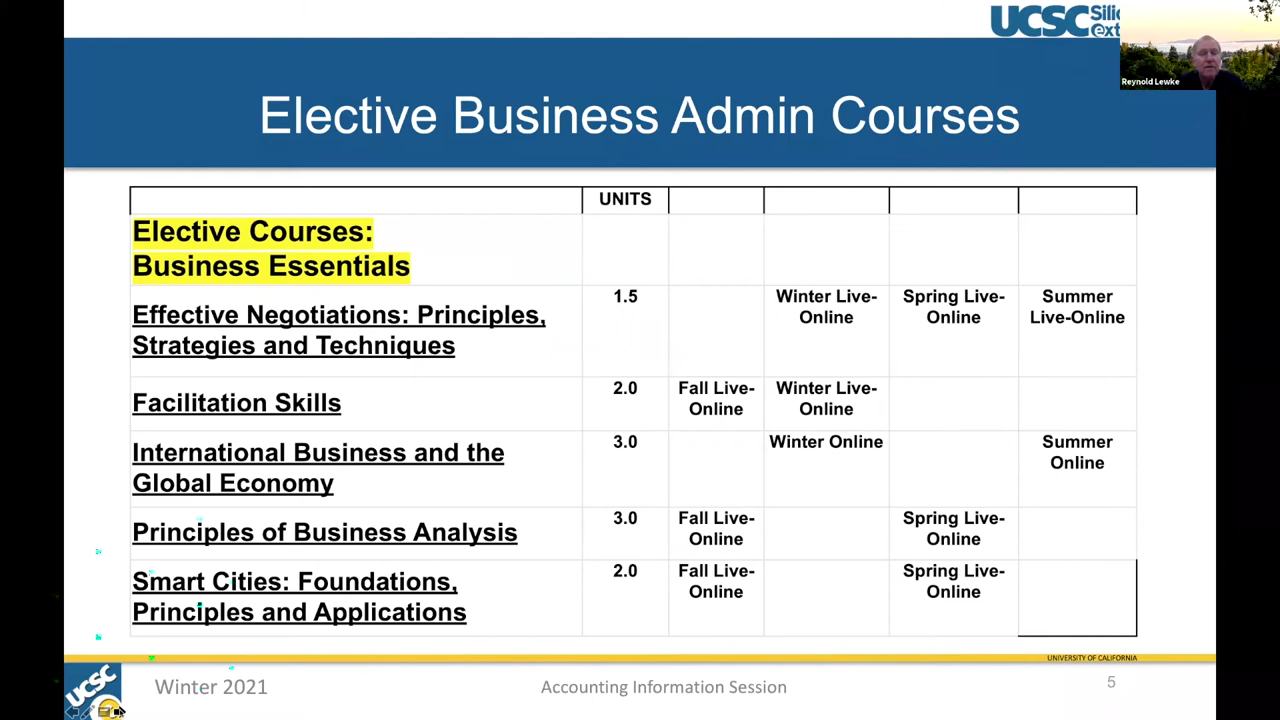 UCSC Sili
ext
Reynold Lewke
Elective Business Admin Courses
UNITS
Elective Courses:
Business Essentials
Effective Negotiations: Principles,
Strategies and Techniques
1.5
Winter Live-
Online
Spring Live-
Online
Summer
Live-Online
Facilitation Skills
2.0
Fall Live-
Online
Winter Live-
Online
International Business and the
Global Economy
3.0
Winter Online
Summer
Online
Principles of Business Analysis
3.0
Fall Live-
Online
Spring Live-
Online
Smart Cities: Foundations,
Principles and Applications
2.0
Fall Live-
Online
Spring Live-
Online
UNIVERSITY OF CALIFORNIA
UCSC
Winter 2021
Accounting Information Session
5